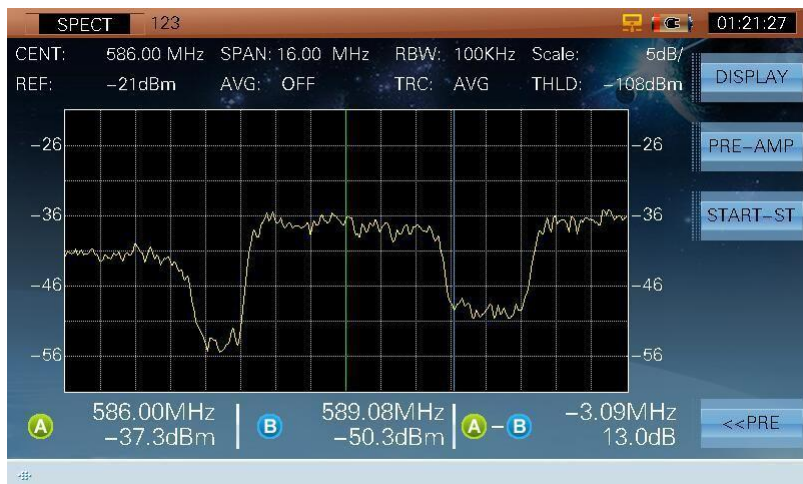 SPECT 123 01:21:27
CENT: 586.00 MHz SPAN: 16.00 MHz RBW: 100KHz Scale: 5dB/
REF: -21dBm AVG: OFF TRC: AVG THLD: -108dBm
DISPLAY
-26 -26
PRE-AMP
-36 -36
START-ST
-46 -46
-56 -56
A 586.00MHz -37.3dBm
B 589.08MHz -50.3dBm
A - B -3.09MHz 13.0dB
<<PRE